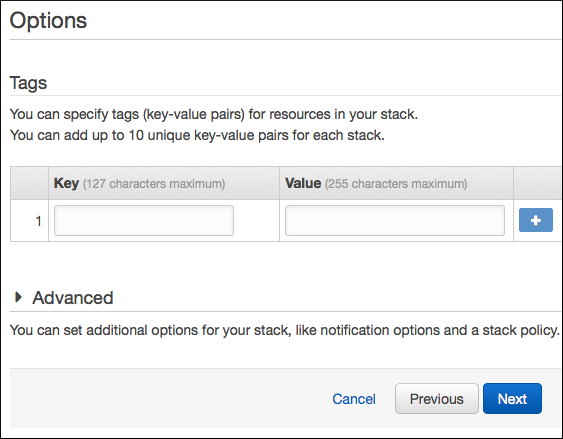 Options
Tags
You can specify tags (key-value pairs) for resources in your stack.
You can add up to 10 unique key-value pairs for each stack.
Key (127 characters maximum) Value (255 characters maximum)
1 +
Advanced
You can set additional options for your stack, like notification options and a stack policy.
Cancel Previous Next